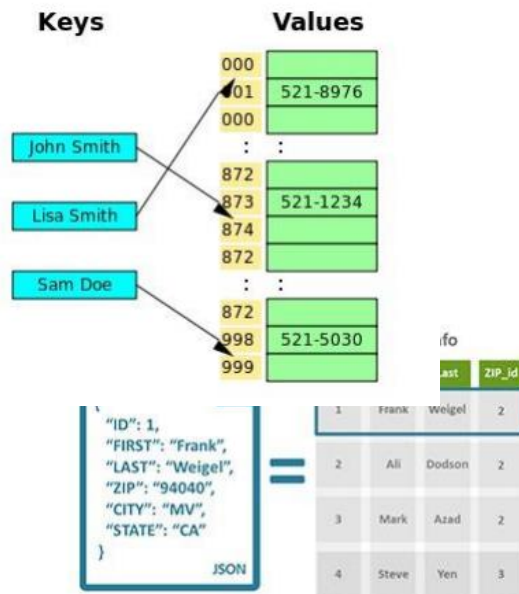 Keys Values
000
001 521-8976
000
: :
John Smith
872
873 521-1234
Lisa Smith
874
872
Sam Doe
: :
872
998 521-5030
999
fo
Last ZIP_id
{
"ID": 1,
"FIRST": "Frank",
"LAST": "Weigel",
"ZIP": "94040",
"CITY": "MV",
"STATE": "CA"
}
JSON
=
1 Frank Weigel 2
2 Ali Dodson 2
3 Mark Azad 2
4 Steve Yen 3